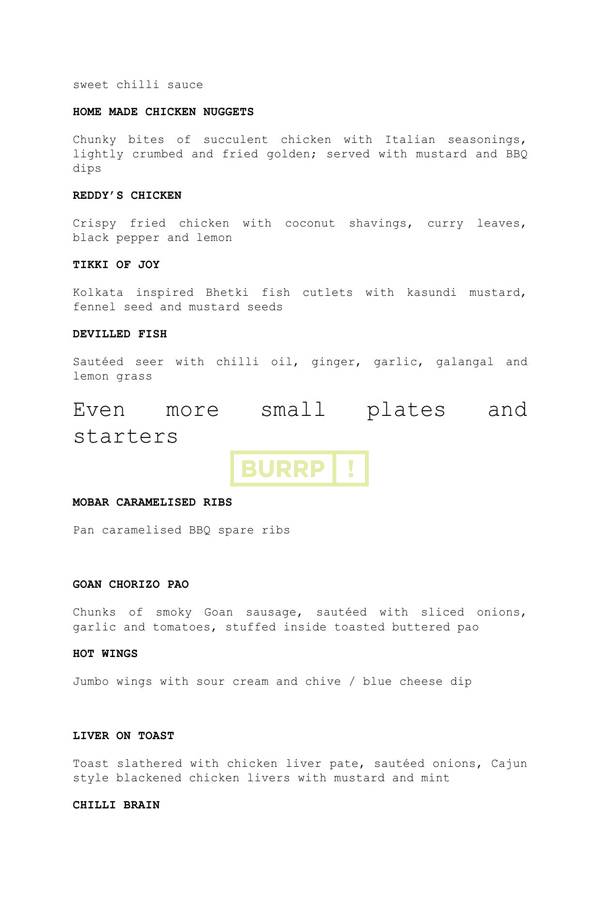 sweet chilli sauce
HOME MADE CHICKEN NUGGETS
Chunky bites of succulent chicken with Italian seasonings,
lightly crumbed and fried golden; served with mustard and BBQ
dips
REDDY’S CHICKEN
Crispy fried chicken with coconut shavings, curry leaves,
black pepper and lemon
TIKKI OF JOY
Kolkata inspired Bhetki fish cutlets with kasundi mustard,
fennel seed and mustard seeds
DEVILLED FISH
Sautéed seer with chilli oil, ginger, garlic, galangal and
lemon grass
Even more small plates and
starters
BURRP !
MOBAR CARAMELISED RIBS
Pan caramelised BBQ spare ribs
GOAN CHORIZO PAO
Chunks of smoky Goan sausage, sautéed with sliced onions,
garlic and tomatoes, stuffed inside toasted buttered pao
HOT WINGS
Jumbo wings with sour cream and chive / blue cheese dip
LIVER ON TOAST
Toast slathered with chicken liver pate, sautéed onions, Cajun
style blackened chicken livers with mustard and mint
CHILLI BRAIN